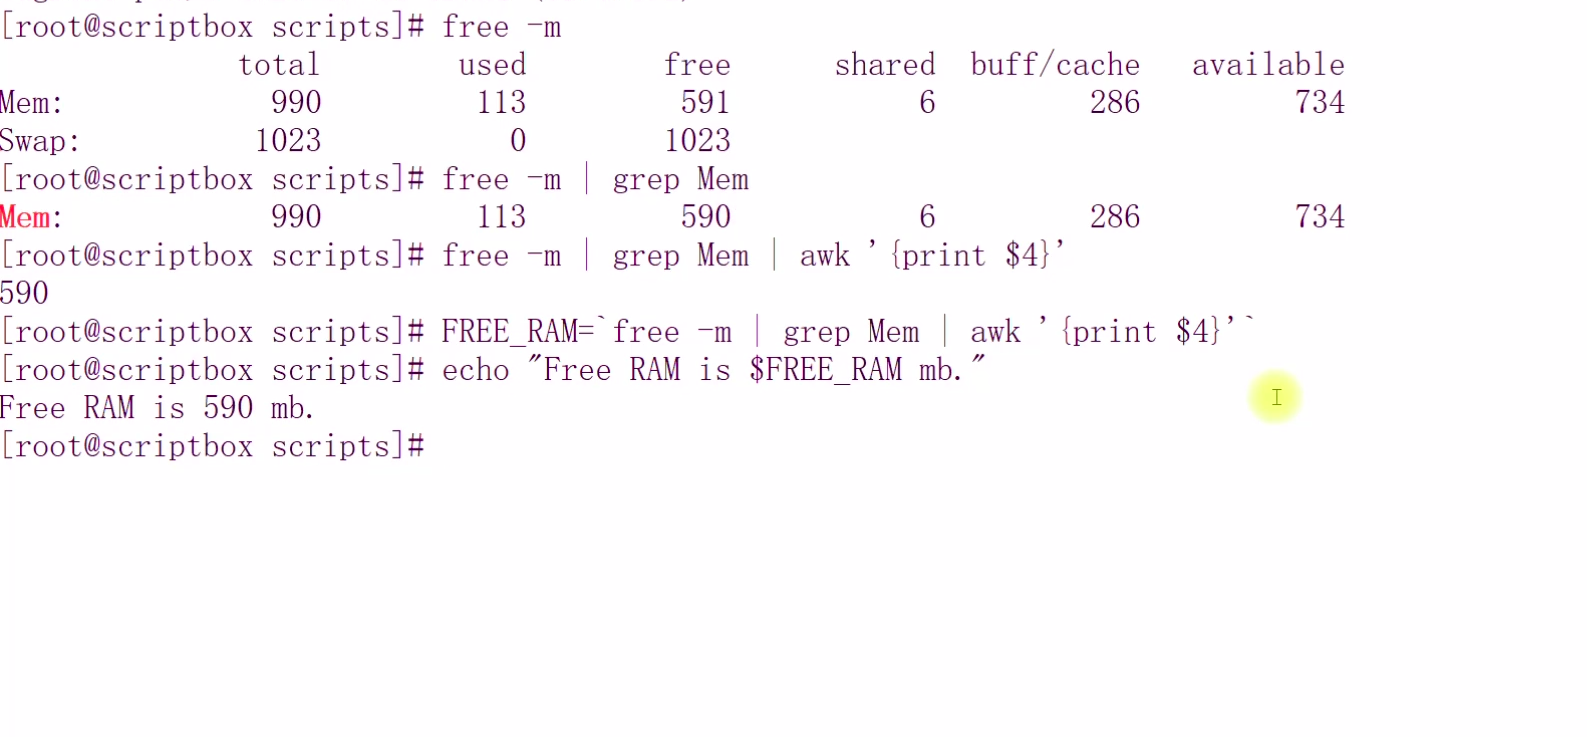 [root@scriptbox scripts]# free -m
total used free shared buff/cache available
Mem: 990 113 591 6 286 734
Swap: 1023 0 1023
[root@scriptbox scripts]# free -m | grep Mem
Mem: 990 113 590 6 286 734
[root@scriptbox scripts]# free -m | grep Mem | awk '{print $4}'
590
[root@scriptbox scripts]# FREE_RAM=`free -m | grep Mem | awk '{print $4}'`
[root@scriptbox scripts]# echo "Free RAM is $FREE_RAM mb."
Free RAM is 590 mb.
[root@scriptbox scripts]#